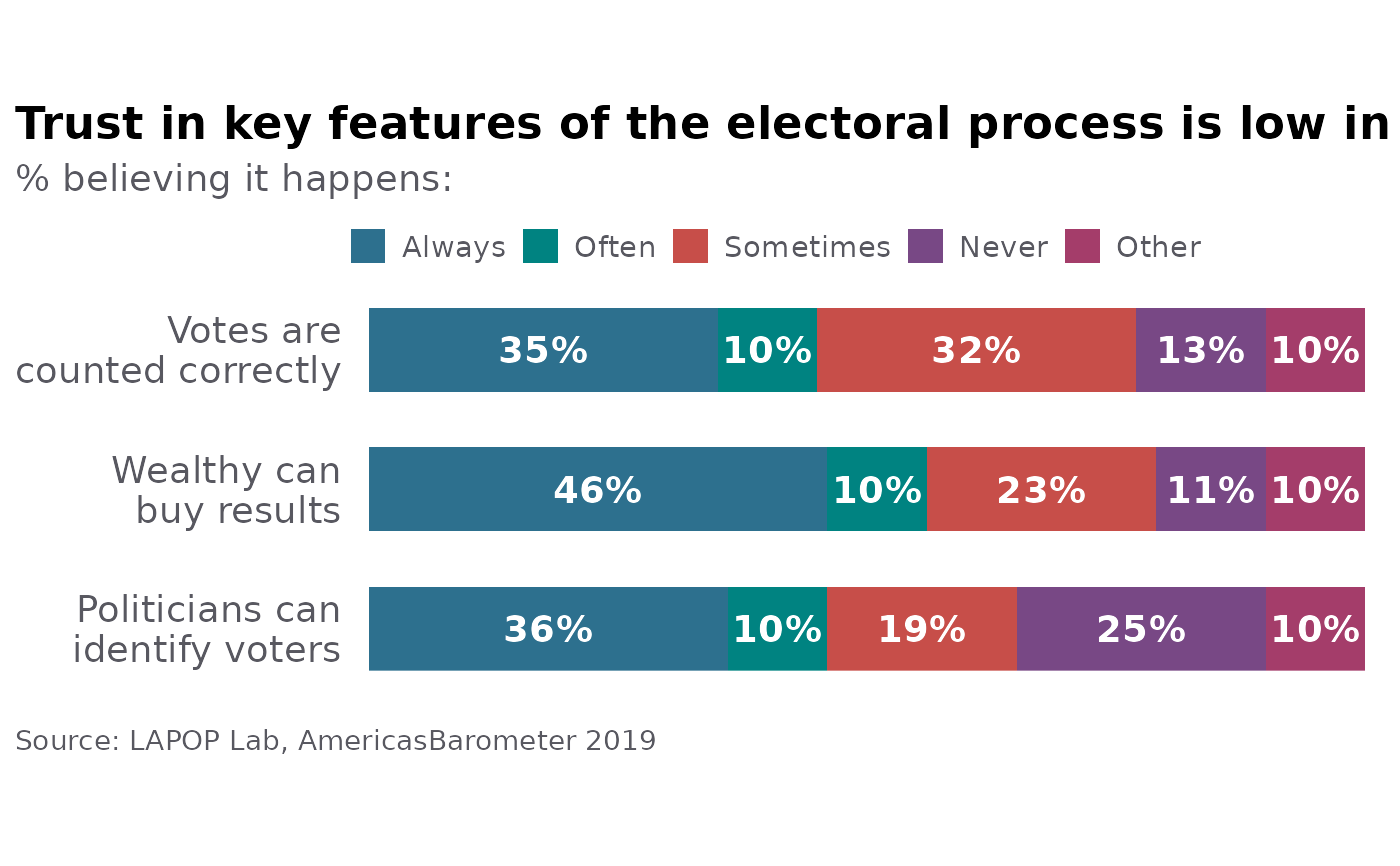 Trust in key features of the electoral process is low in
% believing it happens:
Always Often Sometimes Never Other
Votes are
counted correctly
35% 10% 32% 13% 10%
Wealthy can
buy results
46% 10% 23% 11% 10%
Politicians can
identify voters
36% 10% 19% 25% 10%
Source: LAPOP Lab, AmericasBarometer 2019